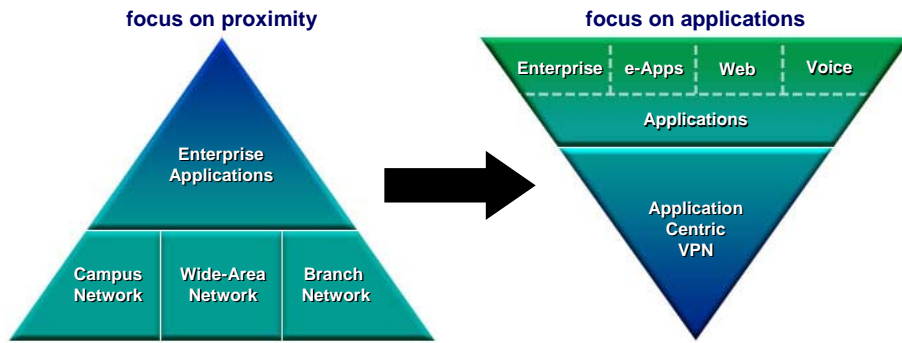 focus on proximity
Enterprise
Applications
Campus
Network
Wide-Area
Network
Branch
Network
focus on applications
Enterprise
e-Apps
Web
Voice
Applications
Application
Centric
VPN